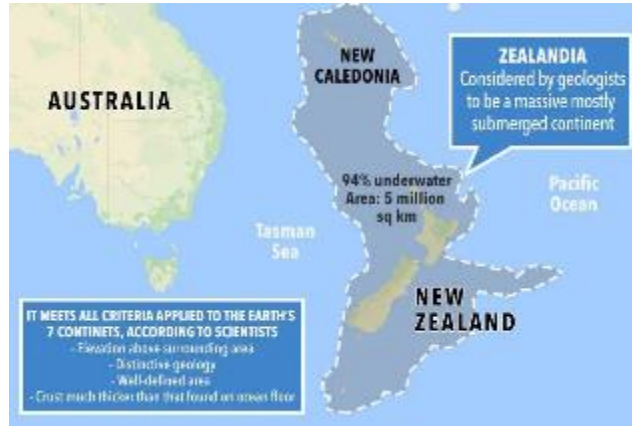 NEW
CALEDONIA
ZEALANDIA
Considered by geologists
to be a massive mostly
submerged continent
AUSTRALIA
94% underwater
Area: 5 million
sq km
Pacific
Ocean
Tasman
Sea
NEW
ZEALAND
IT MEETS ALL CRITERIA APPLIED TO THE EARTH'S
7 CONTINETS, ACCORDING TO SCIENTISTS
- Elevation above surrounding area
- Distinctive geology
- Well-defined area
- Crust much thicker than that found on ocean floor